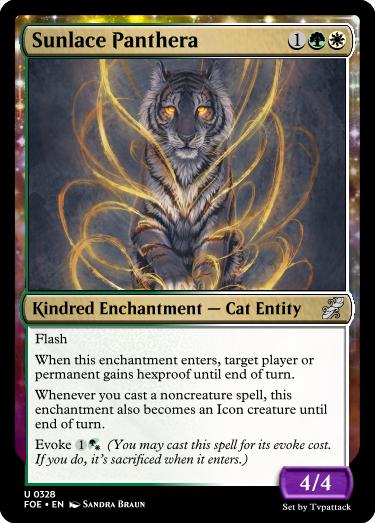 Sunlace Panthera 1
Kindred Enchantment — Cat Entity
Flash
When this enchantment enters, target player or
permanent gains hexproof until end of turn.
Whenever you cast a noncreature spell, this
enchantment also becomes an Icon creature until
end of turn.
Evoke 1 (You may cast this spell for its evoke cost.
If you do, it's sacrificed when it enters.)
4/4
U 0328
FOE • EN SANDRA BRAUN
Set by Tvpattack